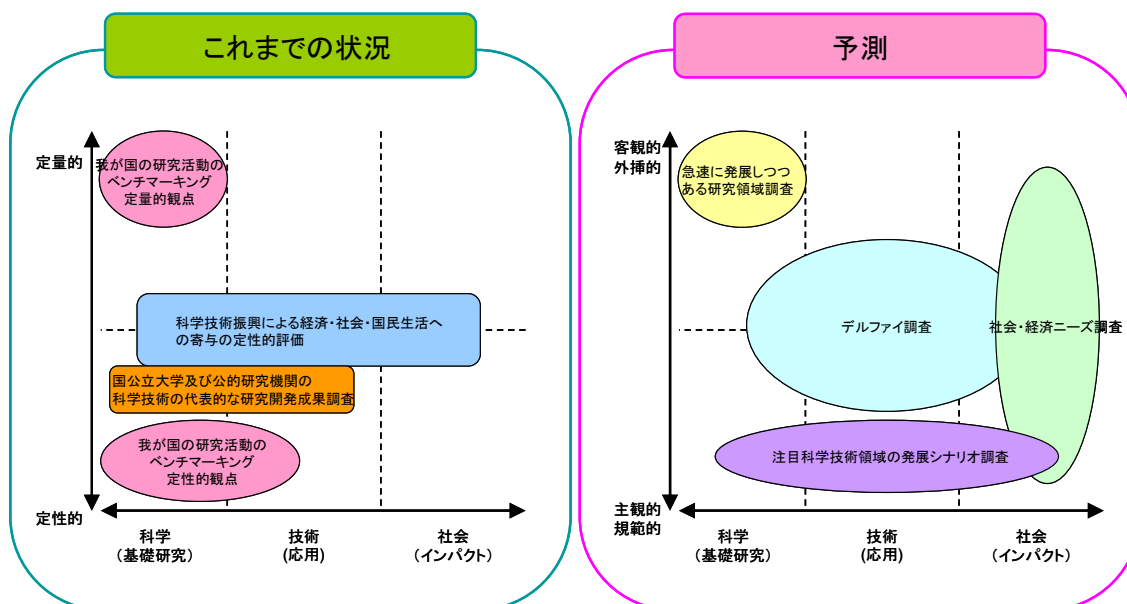 これまでの状況
定量的
我が国の研究活動の
ベンチマーキング
定量的観点
科学技術振興による経済・社会・国民生活へ
の寄与の定性的評価
国公立大学及び公的研究機関の
科学技術の代表的な研究開発成果調査
我が国の研究活動の
ベンチマーキング
定性的観点
定性的
科学
（基礎研究）
技術
(応用)
社会
（インパクト）
予測
客観的
外挿的
急速に発展しつつ
ある研究領域調査
デルファイ調査
社会・経済ニーズ調査
注目科学技術領域の発展シナリオ調査
主観的
規範的
科学
（基礎研究）
技術
(応用)
社会
（インパクト）